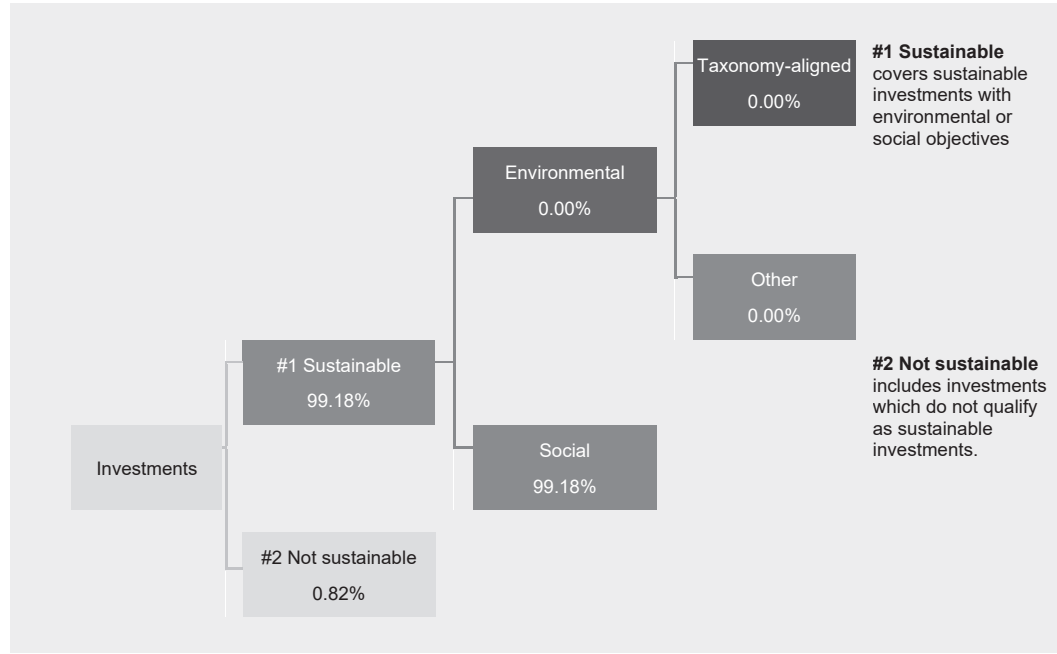 Taxonomy-aligned
0.00%
#1 Sustainable
covers sustainable
investments with
environmental or
social objectives
Environmental
0.00%
Other
0.00%
#1 Sustainable
99.18%
#2 Not sustainable
includes investments
which do not qualify
as sustainable
investments.
Investments
Social
99.18%
#2 Not sustainable
0.82%